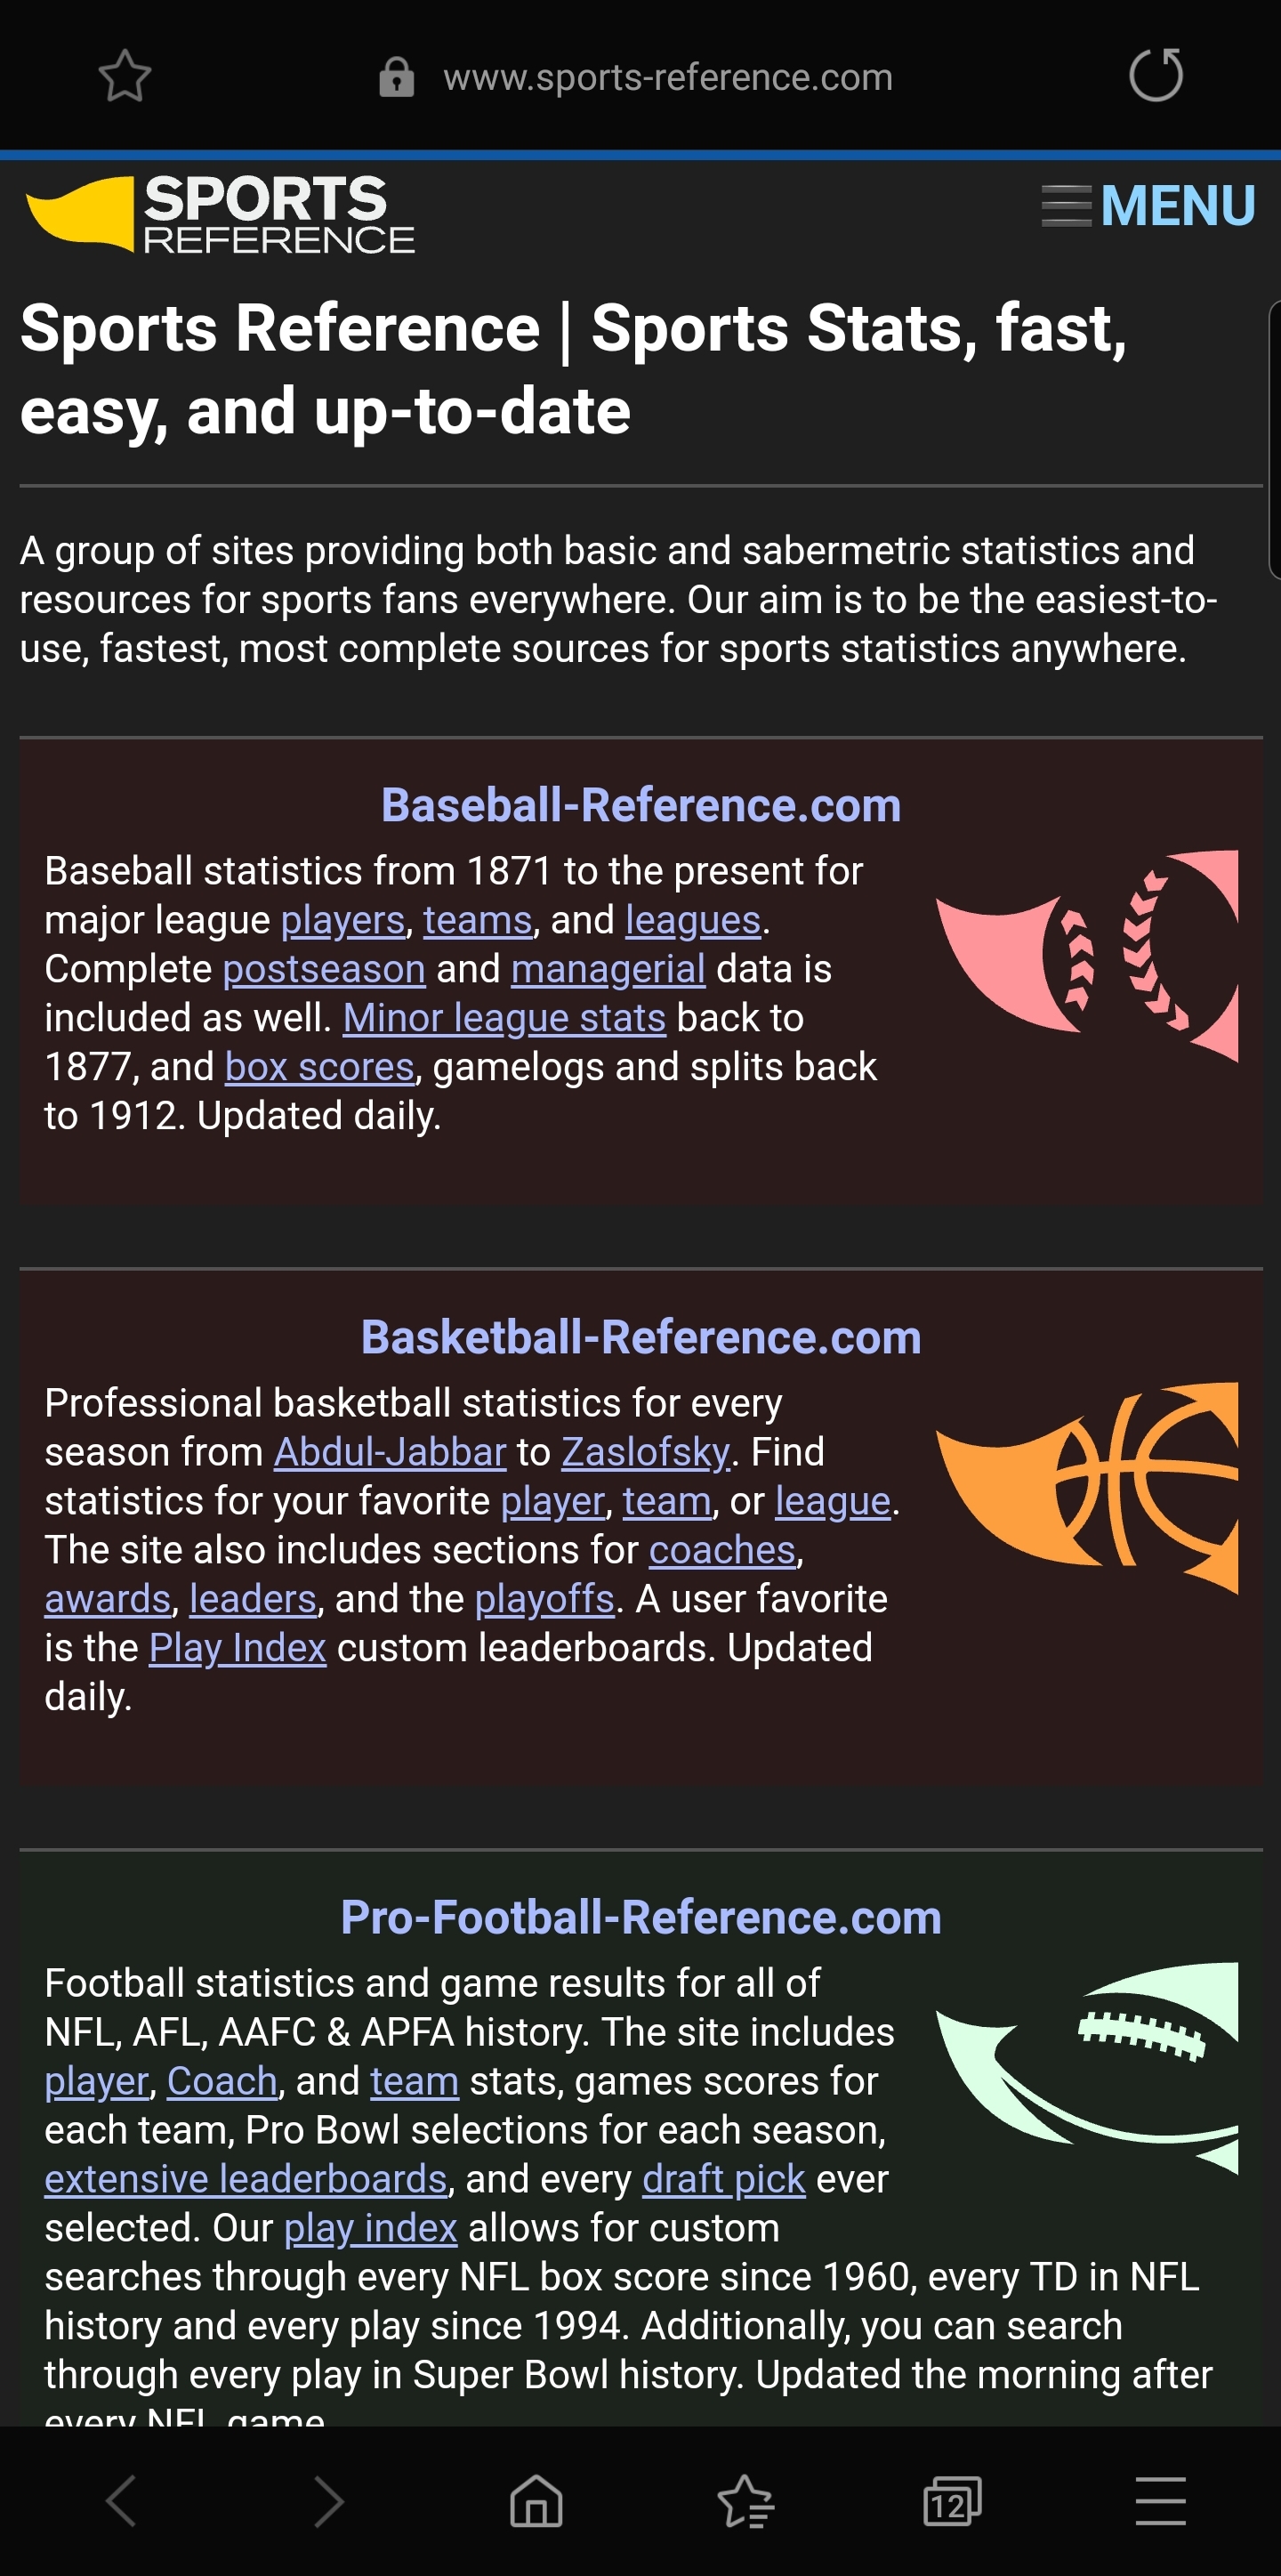 www.sports-reference.com
SPORTS
REFERENCE
MENU
Sports Reference | Sports Stats, fast,
easy, and up-to-date
A group of sites providing both basic and sabermetric statistics and
resources for sports fans everywhere. Our aim is to be the easiest-to-
use, fastest, most complete sources for sports statistics anywhere.
Baseball-Reference.com
Baseball statistics from 1871 to the present for
major league players, teams, and leagues.
Complete postseason and managerial data is
included as well. Minor league stats back to
1877, and box scores, gamelogs and splits back
to 1912. Updated daily.
Basketball-Reference.com
Professional basketball statistics for every
season from Abdul-Jabbar to Zaslofsky. Find
statistics for your favorite player, team, or league.
The site also includes sections for coaches,
awards, leaders, and the playoffs. A user favorite
is the Play Index custom leaderboards. Updated
daily.
Pro-Football-Reference.com
Football statistics and game results for all of
NFL, AFL, AAFC & APFA history. The site includes
player, Coach, and team stats, games scores for
each team, Pro Bowl selections for each season,
extensive leaderboards, and every draft pick ever
selected. Our play index allows for custom
searches through every NFL box score since 1960, every TD in NFL
history and every play since 1994. Additionally, you can search
through every play in Super Bowl history. Updated the morning after
every NFL game
12